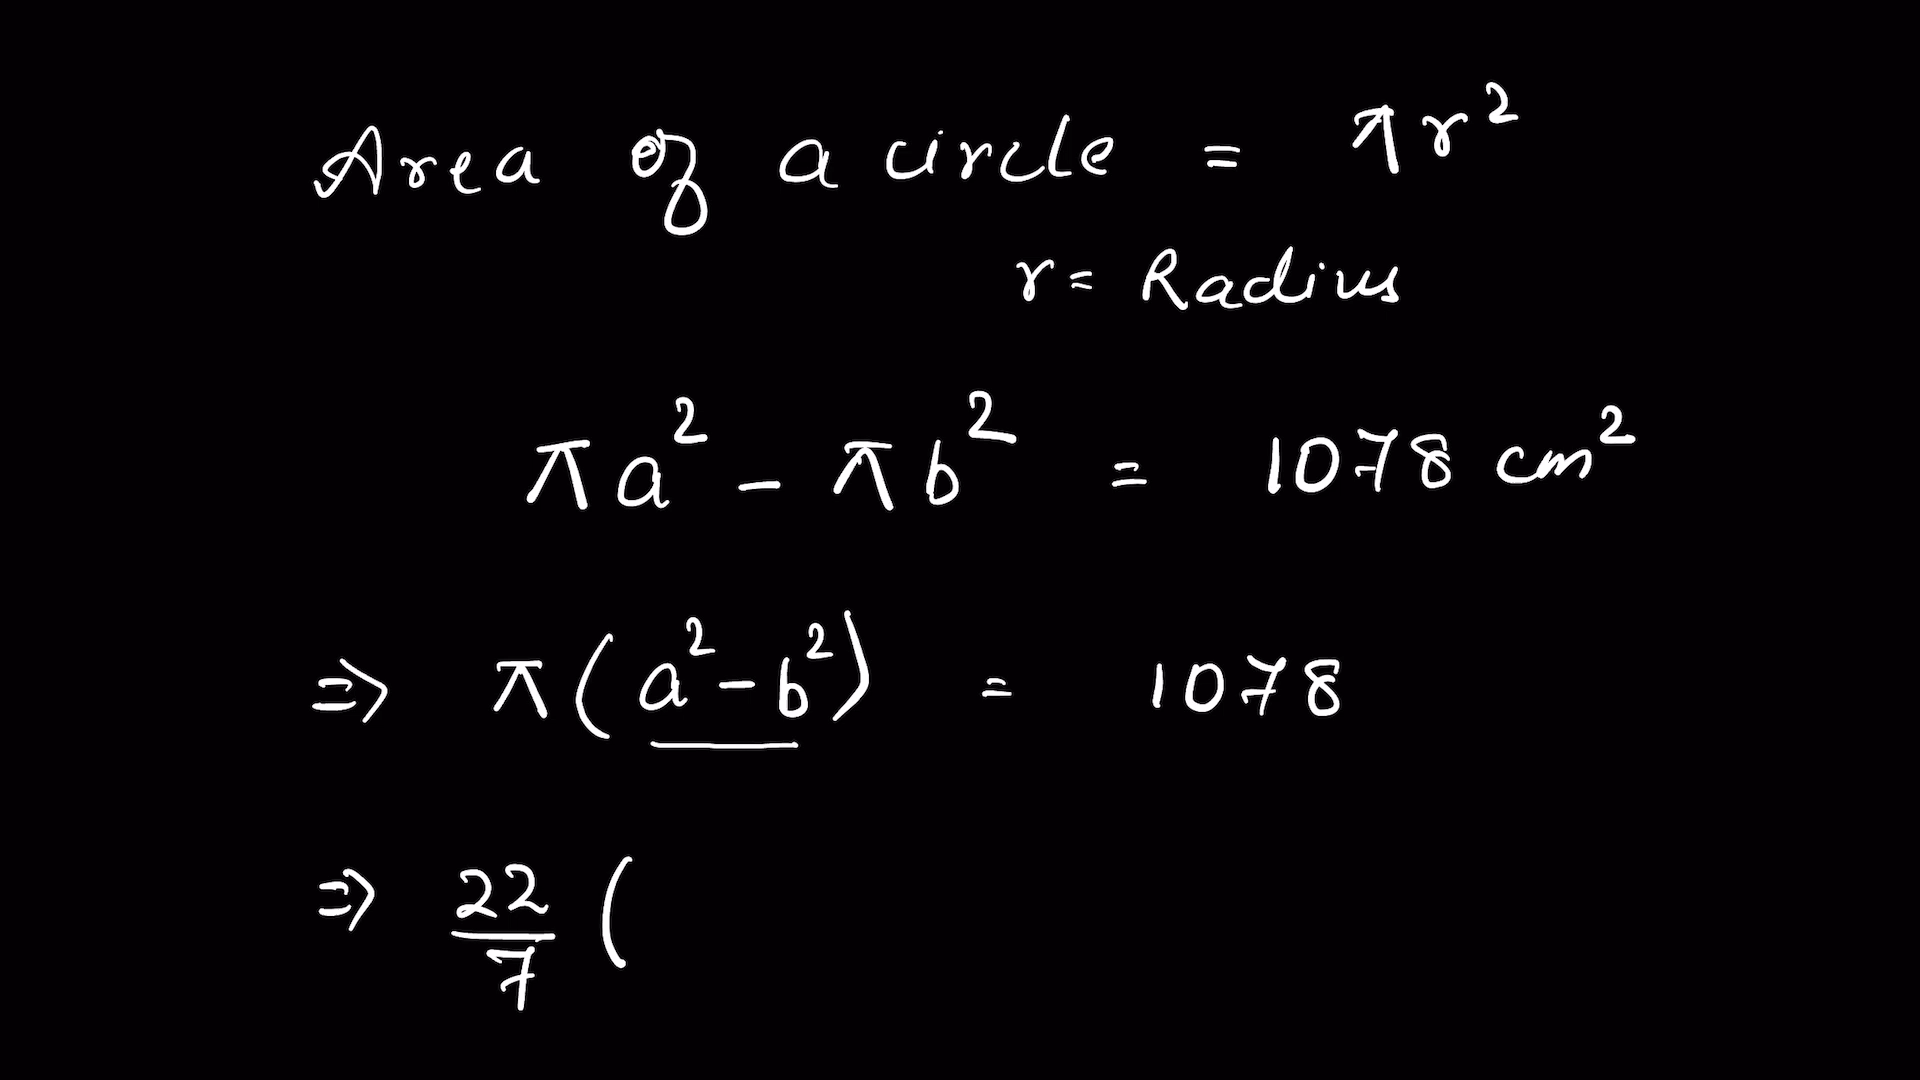 Area of a circle = πr²
r = Radius
πa² - πb² = 1078 cm²
⇒ π(a²-b²) = 1078
⇒ 22/7 (